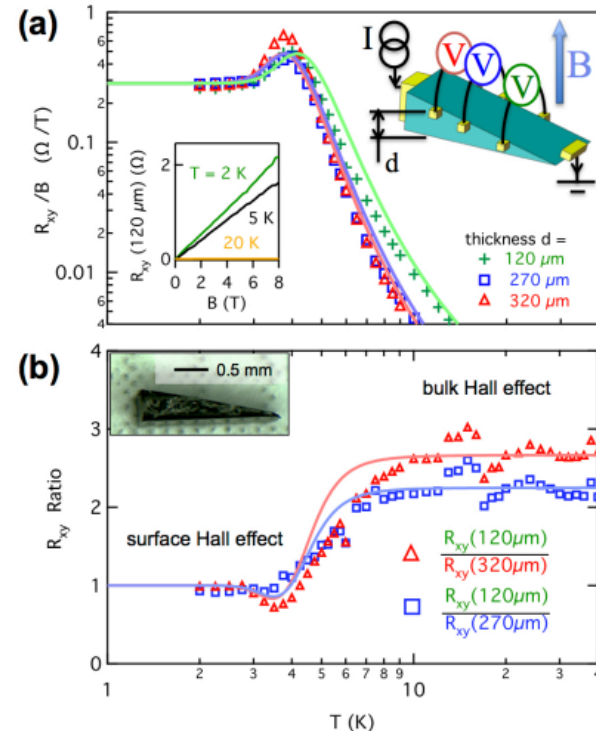 (a)
1
6
4
2
0.1
6
4
2
0.01
6
4
R_xy /B (Ω/T)
I
V V V
B
d
R_xy (120 µm) (Ω)
2
1
0
T = 2 K
5 K
20 K
0 2 4 6 8
B (T)
thickness d =
+ 120 µm
270 µm
320 µm
(b)
4
3
2
1
0
R_xy Ratio
0.5 mm
bulk Hall effect
surface Hall effect
R_xy(120µm)
R_xy(320µm)
R_xy(120µm)
R_xy(270µm)
1 2 3 4 5 6 7 8 9 10 2 3 4
T (K)